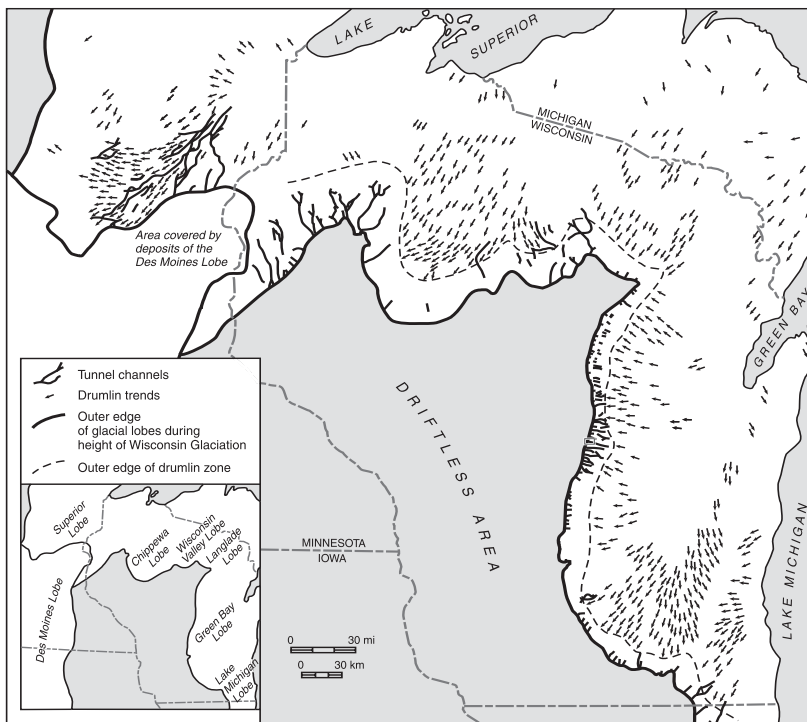 LAKE
SUPERIOR
MICHIGAN
WISCONSIN
Area covered by
deposits of the
Des Moines Lobe
GREEN BAY
Tunnel channels
Drumlin trends
Outer edge
of glacial lobes during
height of Wisconsin Glaciation
Outer edge of drumlin zone
DRIFTLESS AREA
Superior
Lobe
Chippewa
Lobe
Wisconsin
Valley Lobe
Langlade
Lobe
Des Moines Lobe
Green Bay
Lobe
Lake
Michigan
Lobe
MINNESOTA
IOWA
0 30 mi
0 30 km
LAKE MICHIGAN